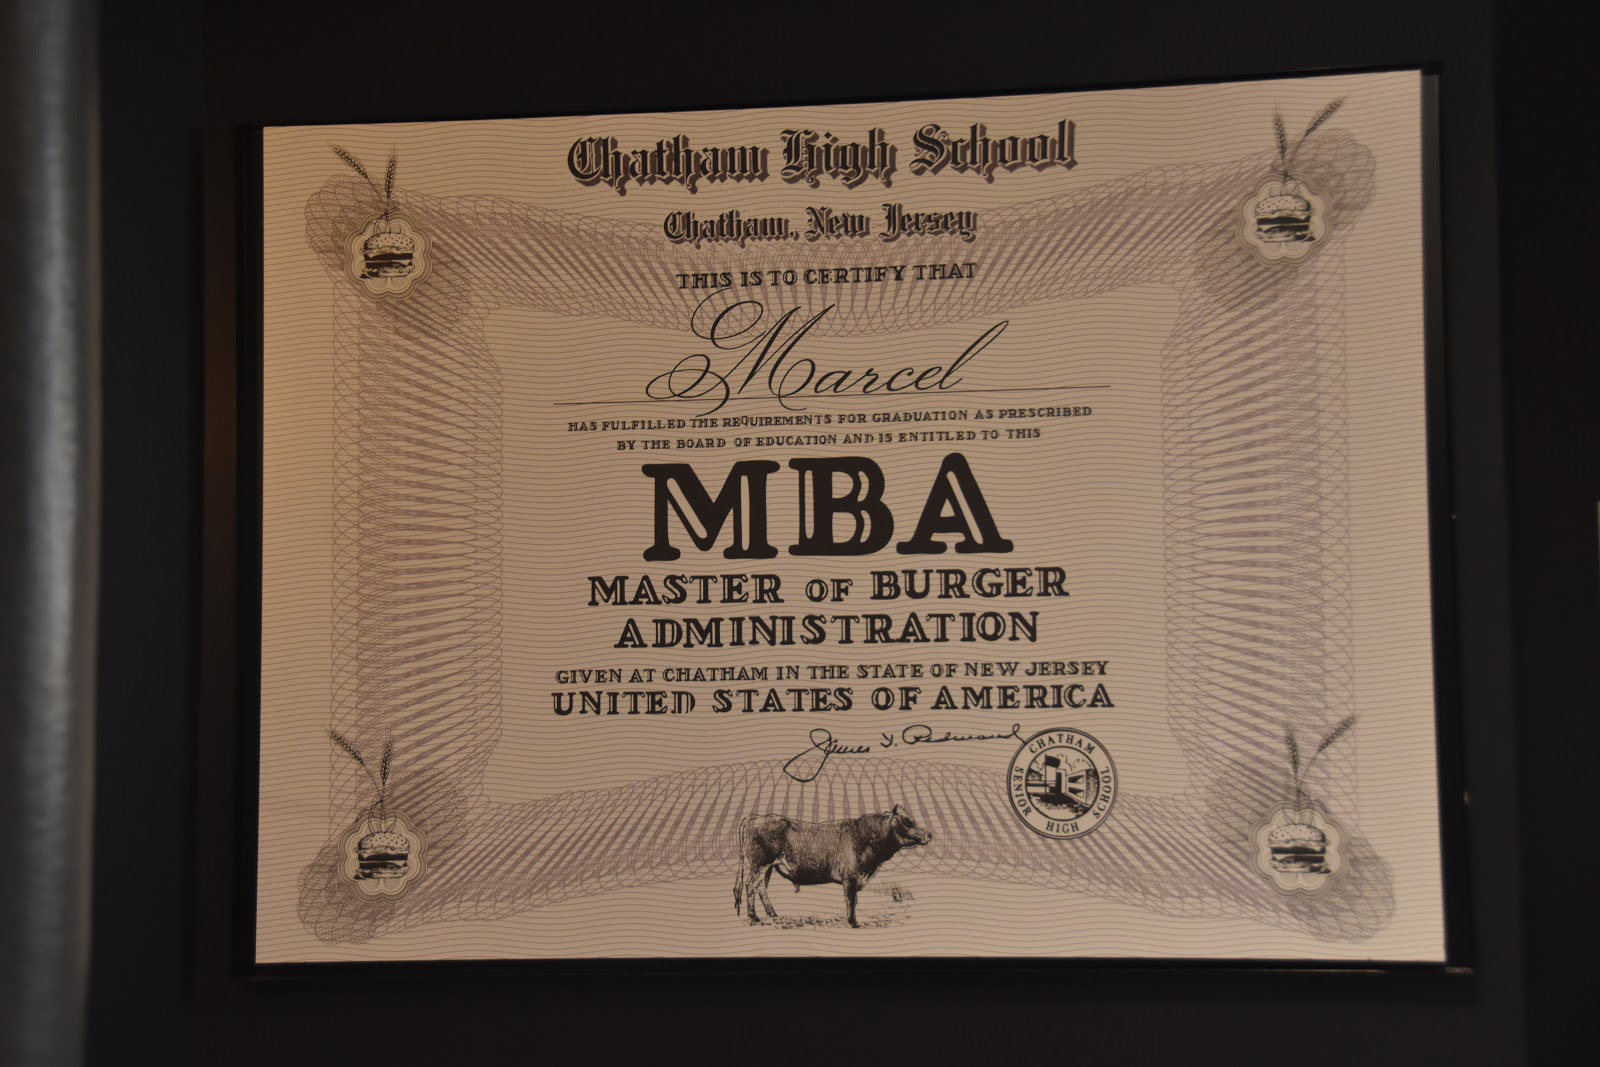 Chatham High School
Chatham, New Jersey
THIS IS TO CERTIFY THAT
Marcel
HAS FULFILLED THE REQUIREMENTS FOR GRADUATION AS PRESCRIBED
BY THE BOARD OF EDUCATION AND IS ENTITLED TO THIS
MBA
MASTER OF BURGER
ADMINISTRATION
GIVEN AT CHATHAM IN THE STATE OF NEW JERSEY
UNITED STATES OF AMERICA
James Y. Redmond
CHATHAM
SENIOR HIGH SCHOOL